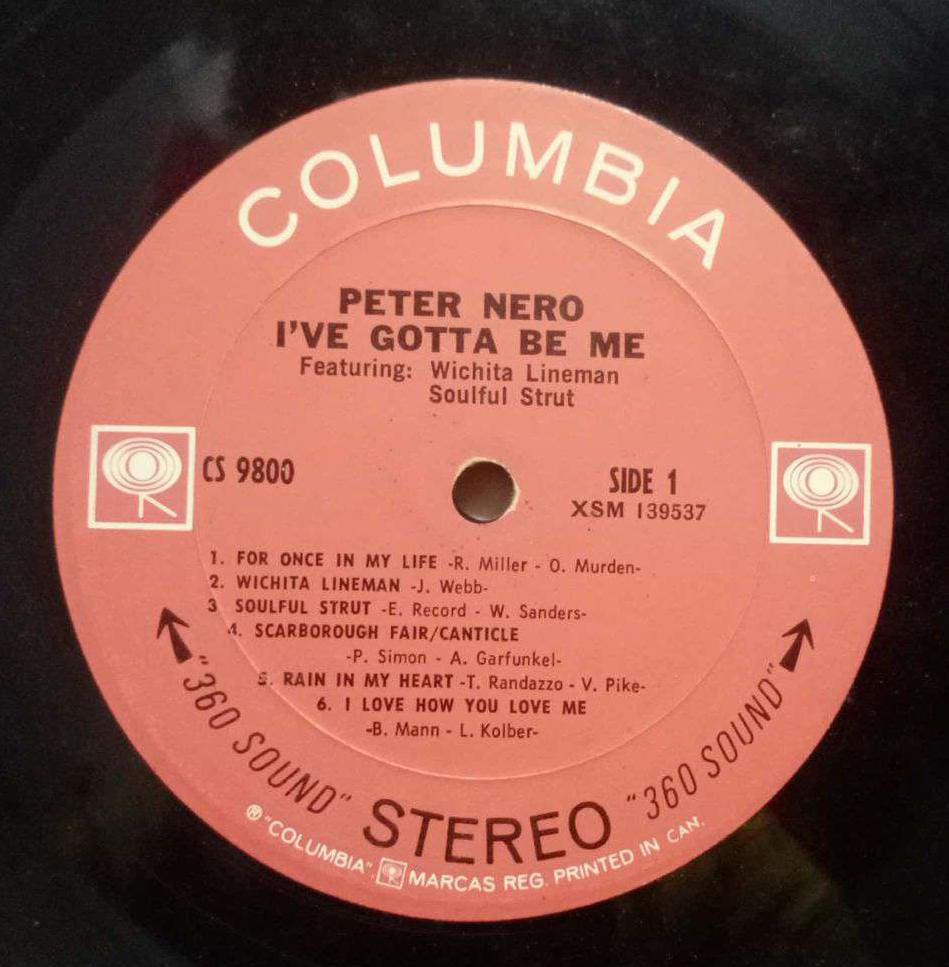 COLUMBIA
PETER NERO
I'VE GOTTA BE ME
Featuring: Wichita Lineman
Soulful Strut
CS 9800
SIDE 1
XSM 139537
1. FOR ONCE IN MY LIFE -R. Miller - O. Murden-
2. WICHITA LINEMAN -J. Webb-
3 SOULFUL STRUT -E. Record - W. Sanders-
4. SCARBOROUGH FAIR/CANTICLE
-P. Simon - A. Garfunkel-
5. RAIN IN MY HEART -T. Randazzo - V. Pike-
6. I LOVE HOW YOU LOVE ME
-B. Mann - L. Kolber-
"360 SOUND" STEREO "360 SOUND"
® "COLUMBIA", MARCAS REG. PRINTED IN CAN.